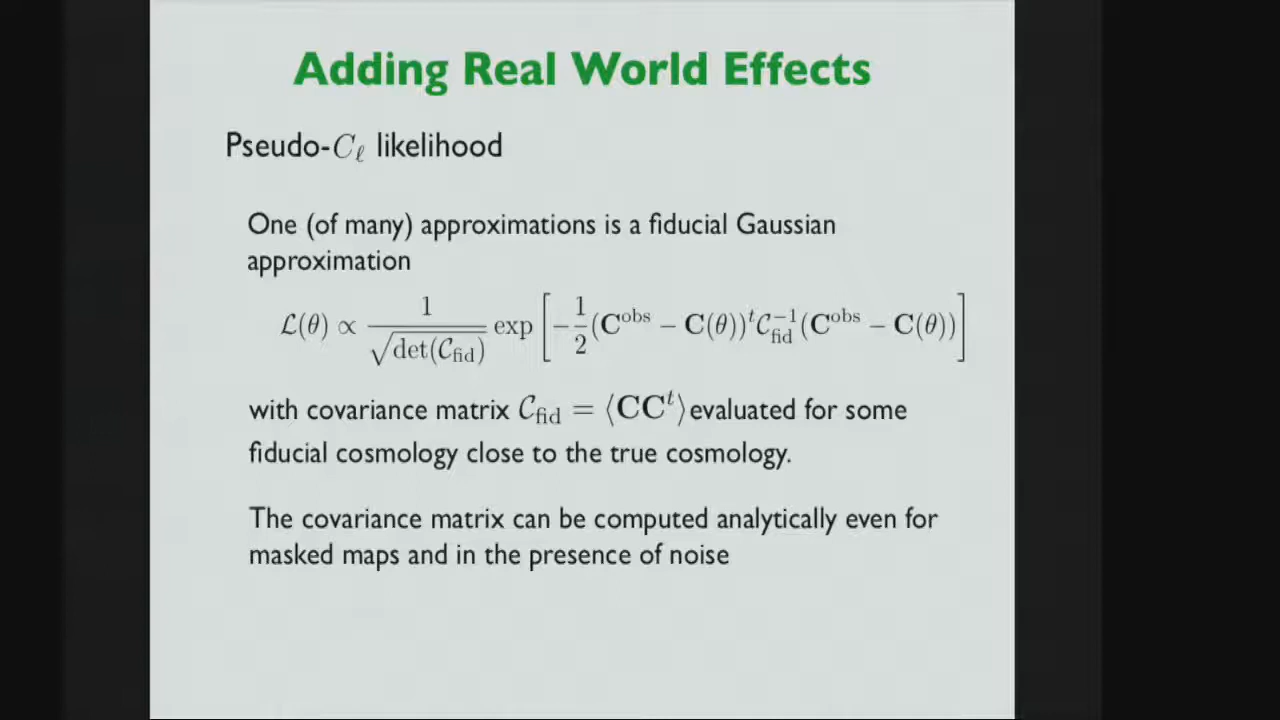 Adding Real World Effects
Pseudo-$C_\ell$ likelihood
One (of many) approximations is a fiducial Gaussian
approximation
$\mathcal{L}(\theta) \propto \frac{1}{\sqrt{\det(\mathcal{C}_{\rm fid})}} \exp\left[-\frac{1}{2}(\mathbf{C}^{\rm obs} - \mathbf{C}(\theta))^t \mathcal{C}_{\rm fid}^{-1} (\mathbf{C}^{\rm obs} - \mathbf{C}(\theta))\right]$
with covariance matrix $\mathcal{C}_{\rm fid} = \langle \mathbf{C}\mathbf{C}^t \rangle$ evaluated for some
fiducial cosmology close to the true cosmology.
The covariance matrix can be computed analytically even for
masked maps and in the presence of noise